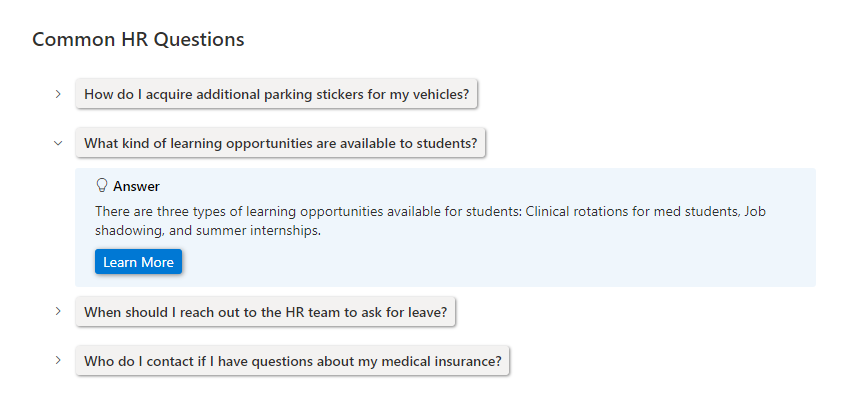 Common HR Questions
How do I acquire additional parking stickers for my vehicles?
What kind of learning opportunities are available to students?
Answer
There are three types of learning opportunities available for students: Clinical rotations for med students, Job
shadowing, and summer internships.
Learn More
When should I reach out to the HR team to ask for leave?
Who do I contact if I have questions about my medical insurance?